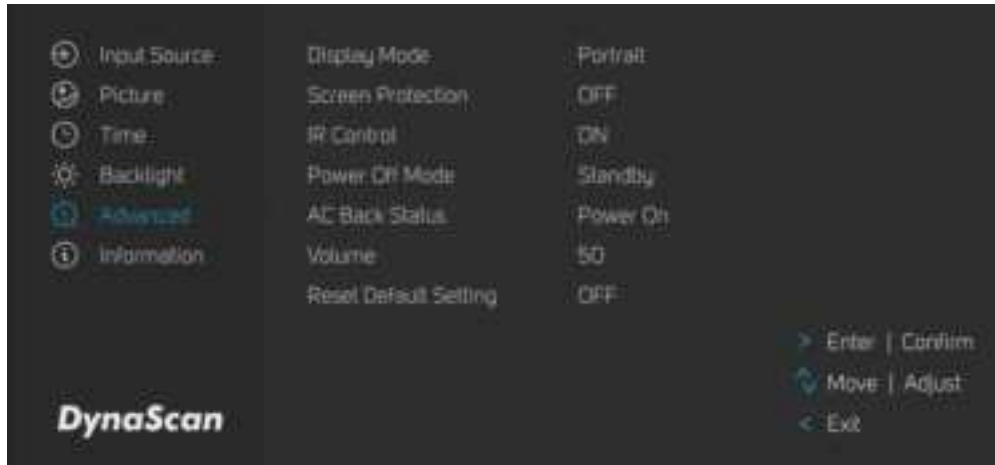 Input Source
Picture
Time
Backlight
Advanced
Information
Display Mode Portrait
Screen Protection OFF
IR Control ON
Power Off Mode Standby
AC Back Status Power On
Volume 50
Reset Default Setting OFF
> Enter | Confirm
Move | Adjust
< Exit
DynaScan